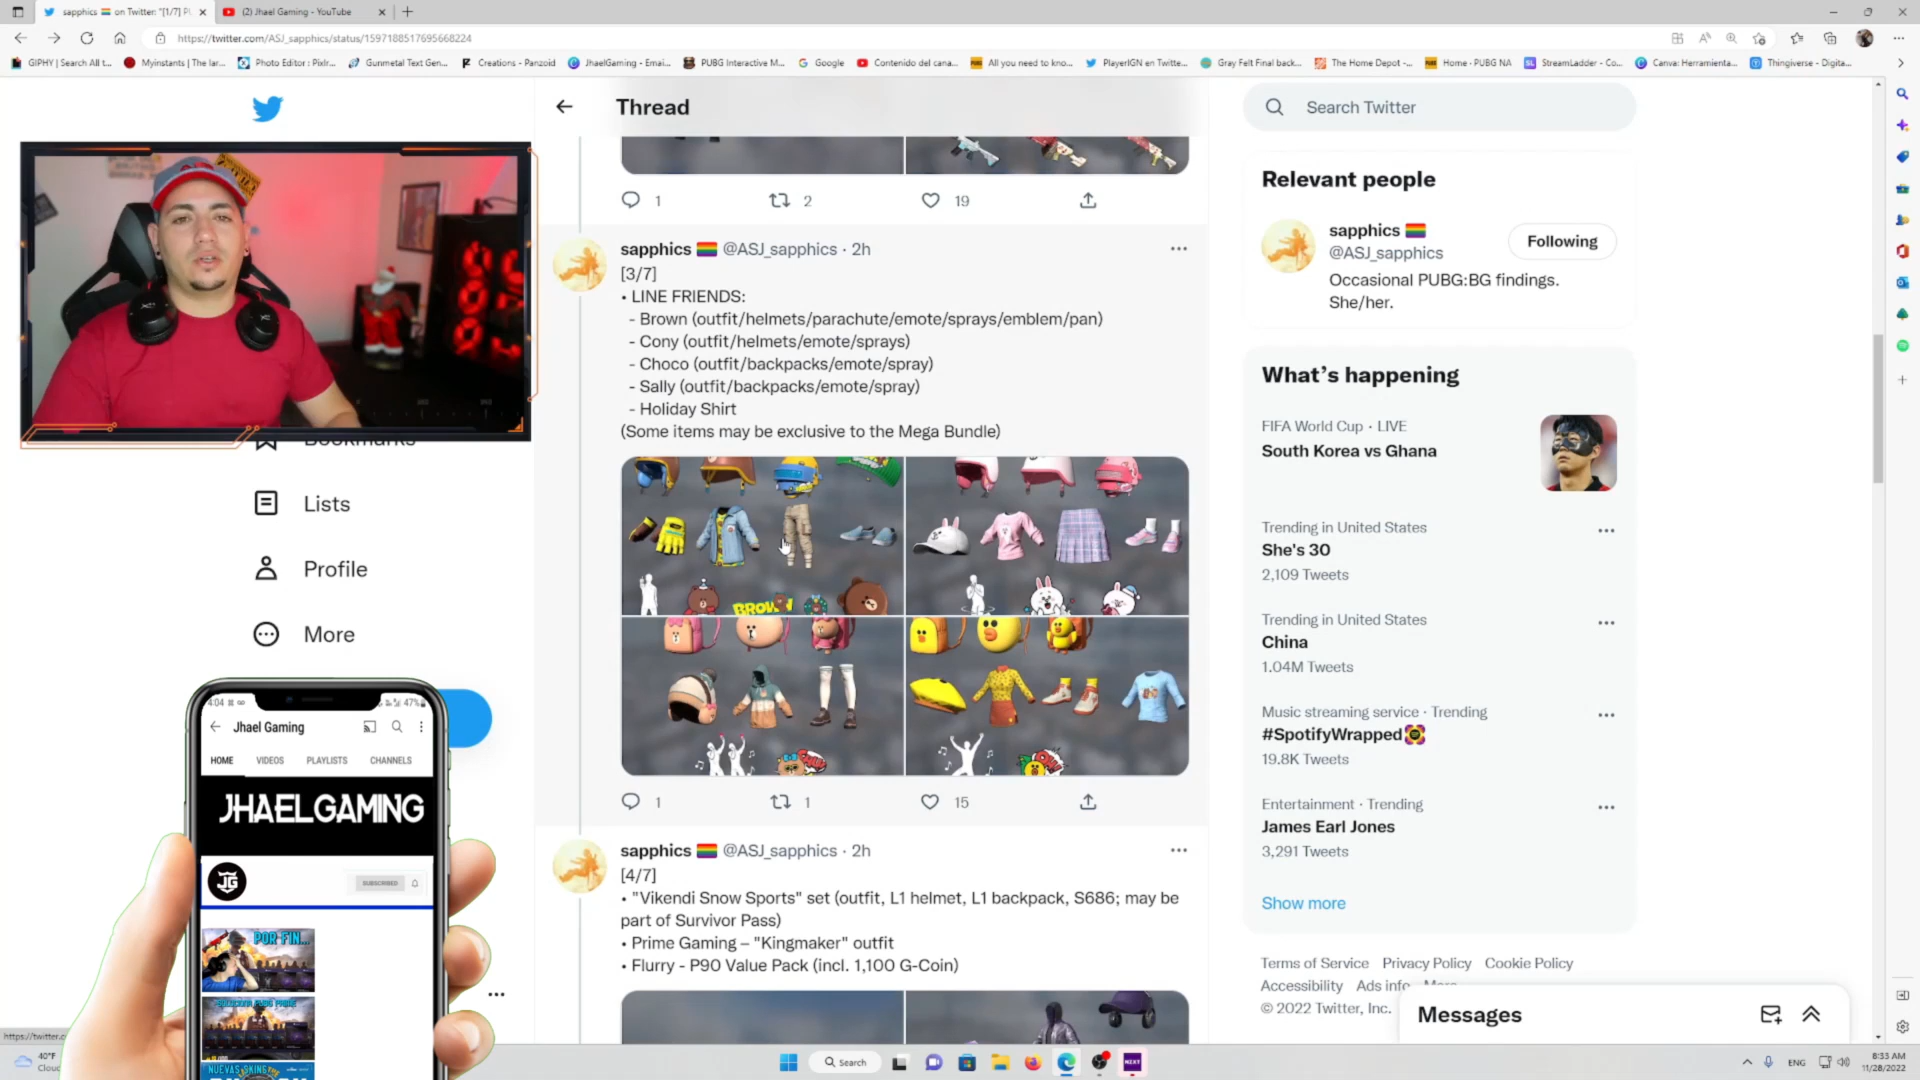 sapphics on Twitter: "[1/7] PU
(2) Jhael Gaming - YouTube
https://twitter.com/ASJ_sapphics/status/1597188517695668224
GIPHY | Search All t...
Myinstants | The lar...
Photo Editor : Pixlr...
Gunmetal Text Gen...
Creations - Panzoid
JhaelGaming - Emai...
PUBG Interactive M...
Google
Contenido del cana...
All you need to kno...
PlayerIGN en Twitte...
Gray Felt Final back...
The Home Depot -...
Home - PUBG NA
StreamLadder - Co...
Canva: Herramienta...
Thingiverse - Digita...
Thread
Search Twitter
1
2
19
sapphics @ASJ_sapphics · 2h
[3/7]
• LINE FRIENDS:
- Brown (outfit/helmets/parachute/emote/sprays/emblem/pan)
- Cony (outfit/helmets/emote/sprays)
- Choco (outfit/backpacks/emote/spray)
- Sally (outfit/backpacks/emote/spray)
- Holiday Shirt
(Some items may be exclusive to the Mega Bundle)
BROWN
1
1
15
sapphics @ASJ_sapphics · 2h
[4/7]
• "Vikendi Snow Sports" set (outfit, L1 helmet, L1 backpack, S686; may be
part of Survivor Pass)
• Prime Gaming – "Kingmaker" outfit
• Flurry - P90 Value Pack (incl. 1,100 G-Coin)
Relevant people
sapphics
@ASJ_sapphics
Following
Occasional PUBG:BG findings.
She/her.
What's happening
FIFA World Cup · LIVE
South Korea vs Ghana
Trending in United States
She's 30
2,109 Tweets
Trending in United States
China
1.04M Tweets
Music streaming service · Trending
#SpotifyWrapped
19.8K Tweets
Entertainment · Trending
James Earl Jones
3,291 Tweets
Show more
Terms of Service Privacy Policy Cookie Policy
Accessibility Ads info More
© 2022 Twitter, Inc.
Messages
Bookmarks
Lists
Profile
More
4:04
47%
Jhael Gaming
HOME VIDEOS PLAYLISTS CHANNELS
JHAELGAMING
JG
SUBSCRIBED
POR FIN...
https://twitter.c
40°F
Search
ENG
8:33 AM
11/28/2022